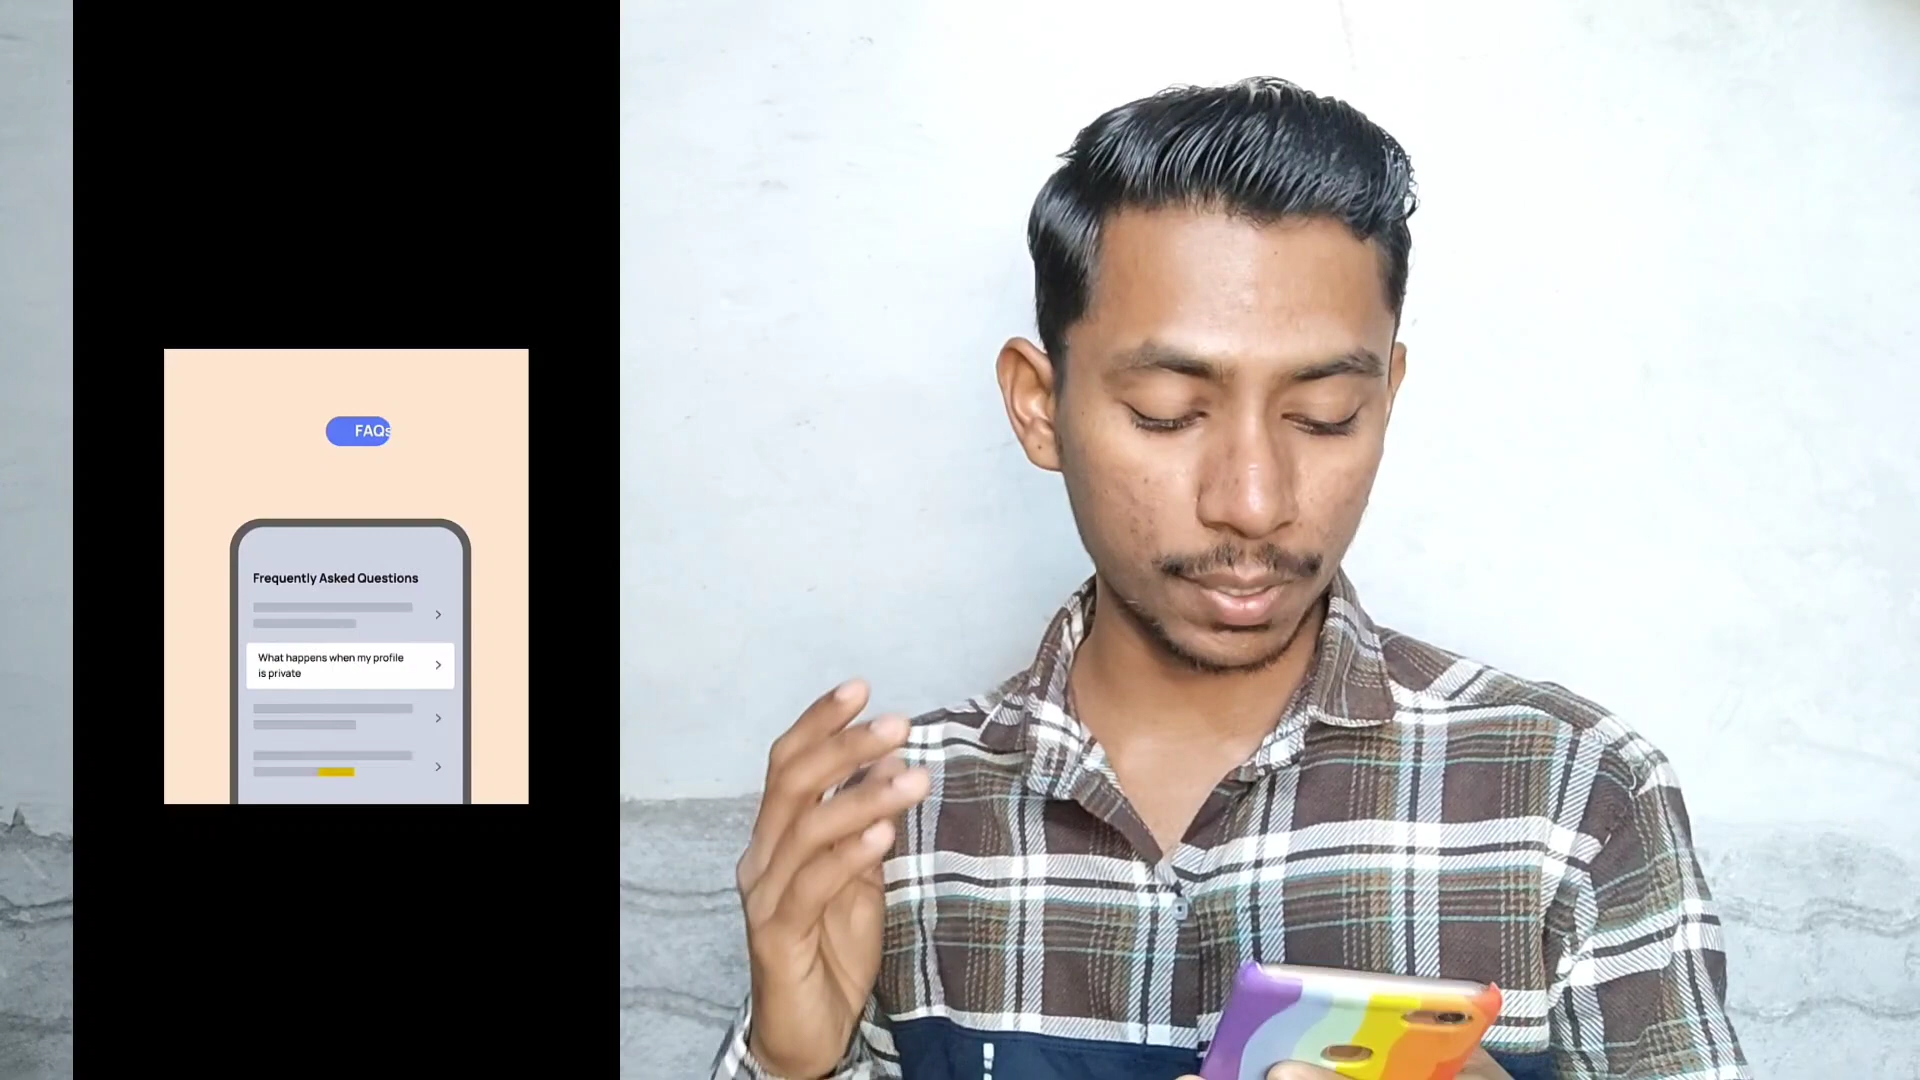 FAQs
Frequently Asked Questions
What happens when my profile
is private